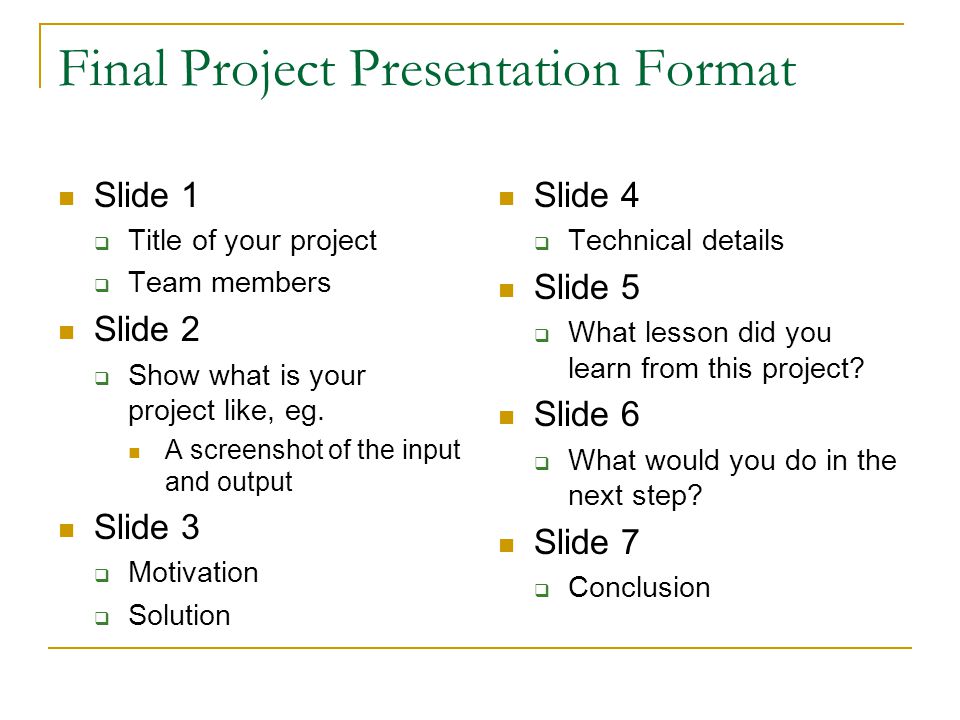 Final Project Presentation Format
Slide 1
Title of your project
Team members
Slide 2
Show what is your
project like, eg.
A screenshot of the input
and output
Slide 3
Motivation
Solution
Slide 4
Technical details
Slide 5
What lesson did you
learn from this project?
Slide 6
What would you do in the
next step?
Slide 7
Conclusion